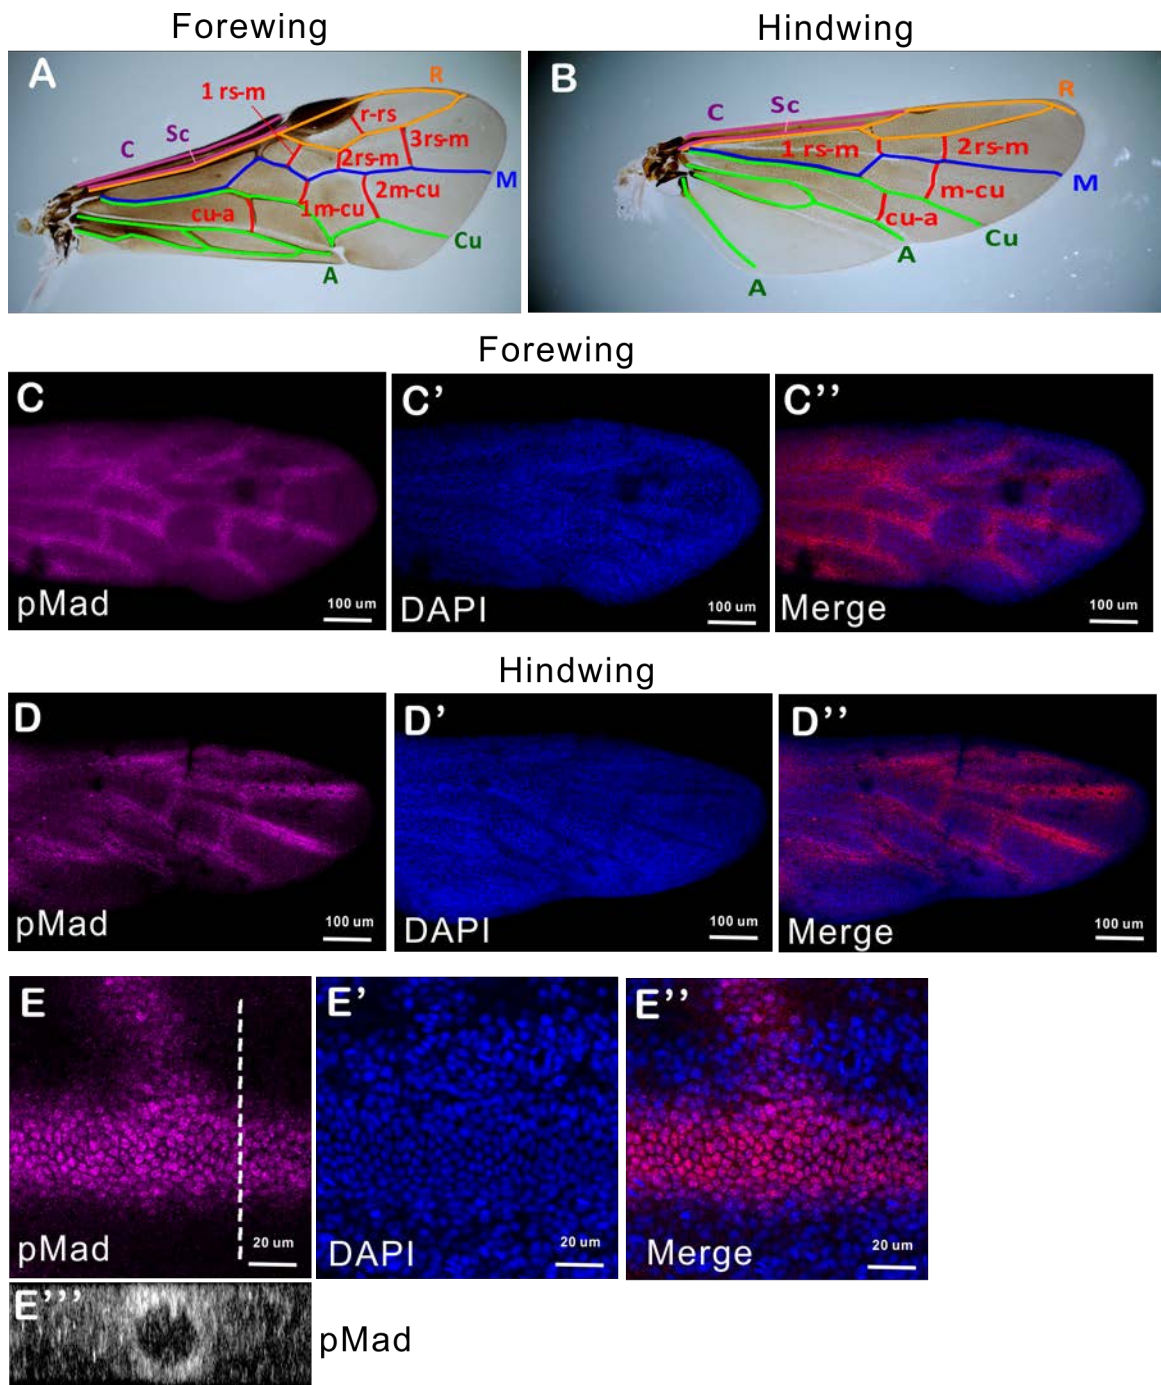 Forewing
Hindwing
A
1 rs-m
R
r-rs
Sc
C
3rs-m
2rs-m
M
2m-cu
1m-cu
cu-a
Cu
A
B
R
C
Sc
1 rs-m
2rs-m
M
m-cu
cu-a
Cu
A
A
Forewing
C
C’
C’’
pMad
100 um
DAPI
100 um
Merge
100 um
Hindwing
D
D’
D’’
pMad
100 um
DAPI
100 um
Merge
100 um
E
E’
E’’
pMad
20 um
DAPI
20 um
Merge
20 um
E’’’
pMad